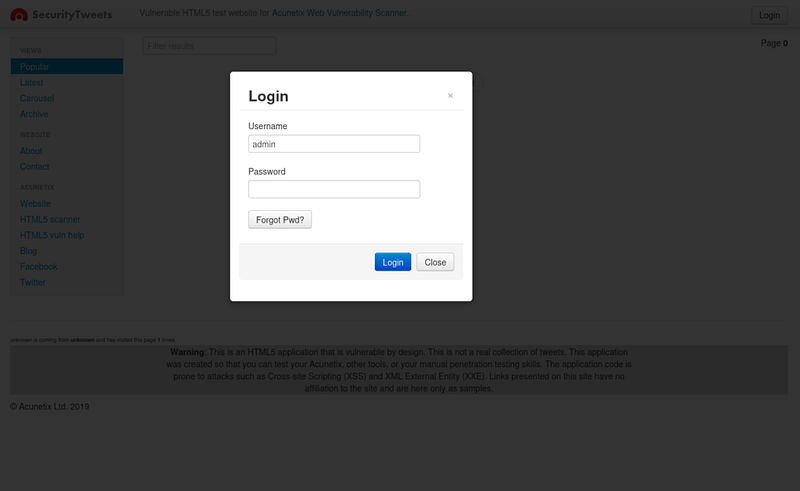 SecurityTweets
Vulnerable HTML5 test website for Acunetix Web Vulnerability Scanner.
Login
VIEWS
Popular
Latest
Carousel
Archive
WEBSITE
About
Contact
ACUNETIX
Website
HTML5 scanner
HTML5 vuln help
Blog
Facebook
Twitter
Filter results
Page 0
Login
×
Username
admin
Password
Forgot Pwd?
Login
Close
unknown is coming from unknown and has visited this page 1 times.
Warning: This is an HTML5 application that is vulnerable by design. This is not a real collection of tweets. This application
was created so that you can test your Acunetix, other tools, or your manual penetration testing skills. The application code is
prone to attacks such as Cross-site Scripting (XSS) and XML External Entity (XXE). Links presented on this site have no
affiliation to the site and are here only as samples.
© Acunetix Ltd. 2019